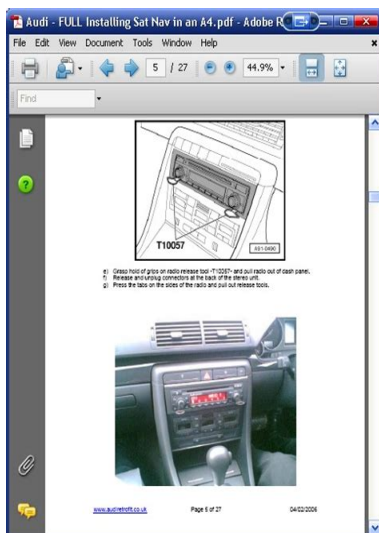 Audi - FULL Installing Sat Nav in an A4.pdf - Adobe R
File Edit View Document Tools Window Help
5 / 27 44.9%
Find
T10057
A91-0890
e) Grasp hold of grips on radio release tool -T10057- and pull radio out of dash panel.
f) Release and unplug connectors at the back of the stereo unit.
g) Press the tabs on the sides of the radio and pull out release tools.
www.audiretrofit.co.uk Page 5 of 27 04/02/2006